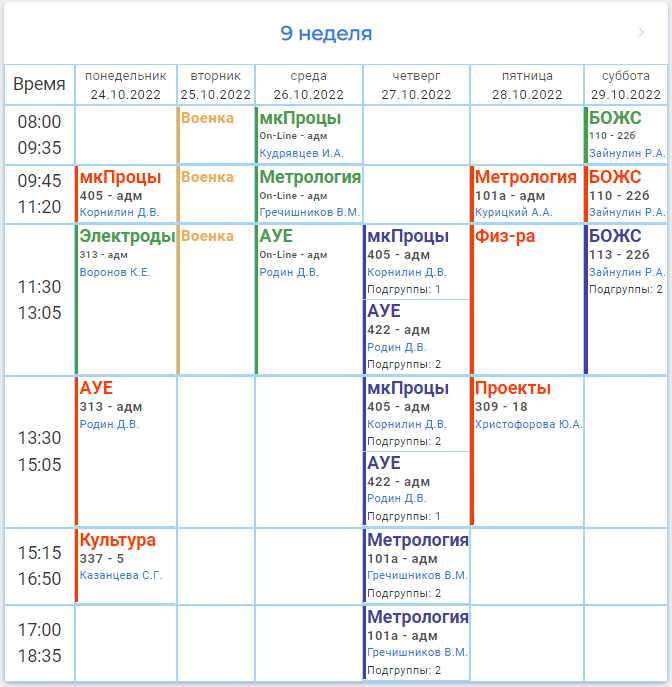 9 неделя
Время
понедельник
24.10.2022
вторник
25.10.2022
среда
26.10.2022
четверг
27.10.2022
пятница
28.10.2022
суббота
29.10.2022
08:00
09:35
Военка
мкПроцы
On-Line - адм
Кудрявцев И.А.
БОЖС
110 - 22б
Зайнулин Р.А.
09:45
11:20
мкПроцы
405 - адм
Корнилин Д.В.
Военка
Метрология
On-Line - адм
Гречишников В.М.
Метрология
101а - адм
Курицкий А.А.
БОЖС
110 - 22б
Зайнулин Р.А.
11:30
13:05
Электроды
313 - адм
Воронов К.Е.
Военка
АУЕ
On-Line - адм
Родин Д.В.
мкПроцы
405 - адм
Корнилин Д.В.
Подгруппы: 1
АУЕ
422 - адм
Родин Д.В.
Подгруппы: 2
Физ-ра
БОЖС
113 - 22б
Зайнулин Р.А.
Подгруппы: 2
13:30
15:05
АУЕ
313 - адм
Родин Д.В.
мкПроцы
405 - адм
Корнилин Д.В.
Подгруппы: 2
АУЕ
422 - адм
Родин Д.В.
Подгруппы: 1
Проекты
309 - 18
Христофорова Ю.А.
15:15
16:50
Культура
337 - 5
Казанцева С.Г.
Метрология
101а - адм
Гречишников В.М.
Подгруппы: 2
17:00
18:35
Метрология
101а - адм
Гречишников В.М.
Подгруппы: 2